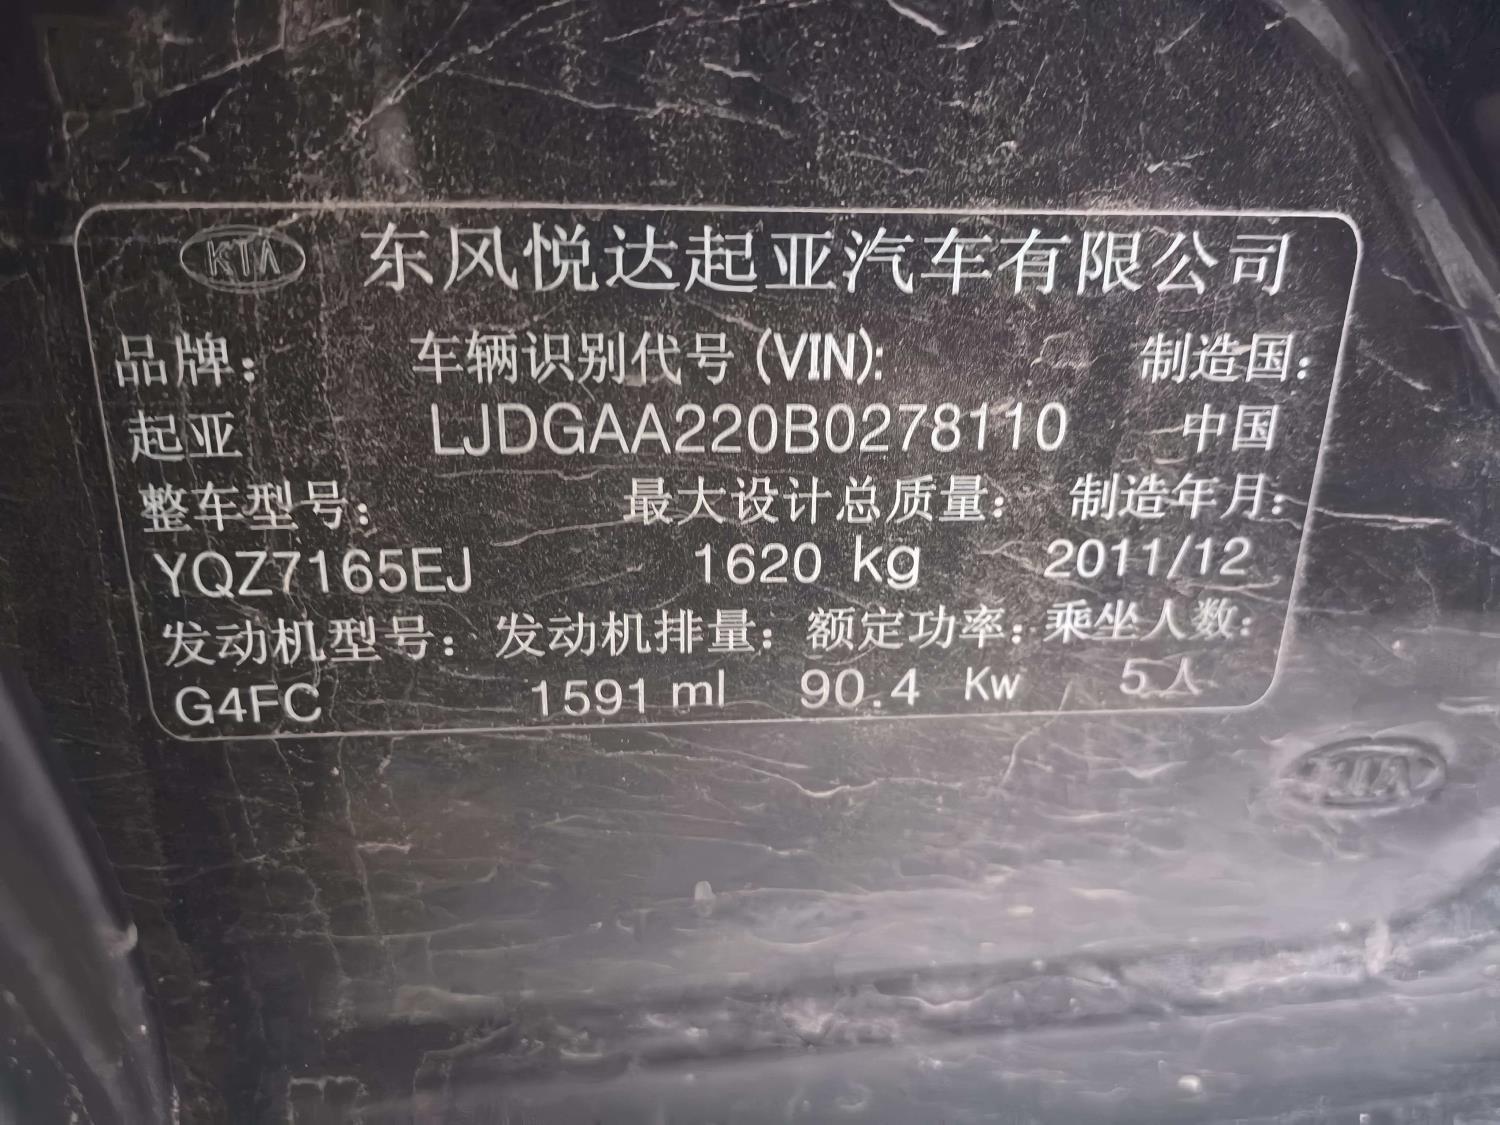 KIA 东风悦达起亚汽车有限公司
品牌： 车辆识别代号 (VIN): 制造国：
起亚 LJDGAA220B0278110 中国
整车型号： 最大设计总质量： 制造年月：
YQZ7165EJ 1620 kg 2011/12
发动机型号： 发动机排量： 额定功率： 乘坐人数：
G4FC 1591 ml 90.4 Kw 5人
KIA